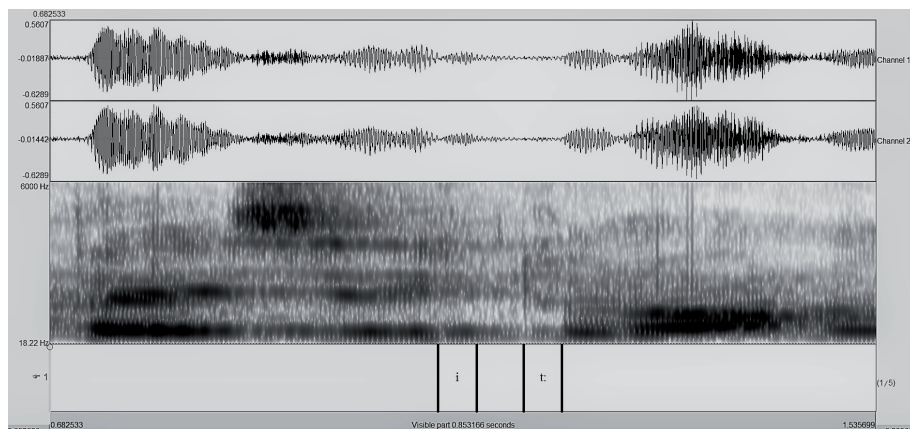 0.682533
0.5607
-0.01887
Channel 1
-0.6289
0.5607
-0.01442
Channel 2
-0.6289
6000 Hz
18.22 Hz
1 i t: (1/5)
0.682533 Visible part 0.853166 seconds 1.535699